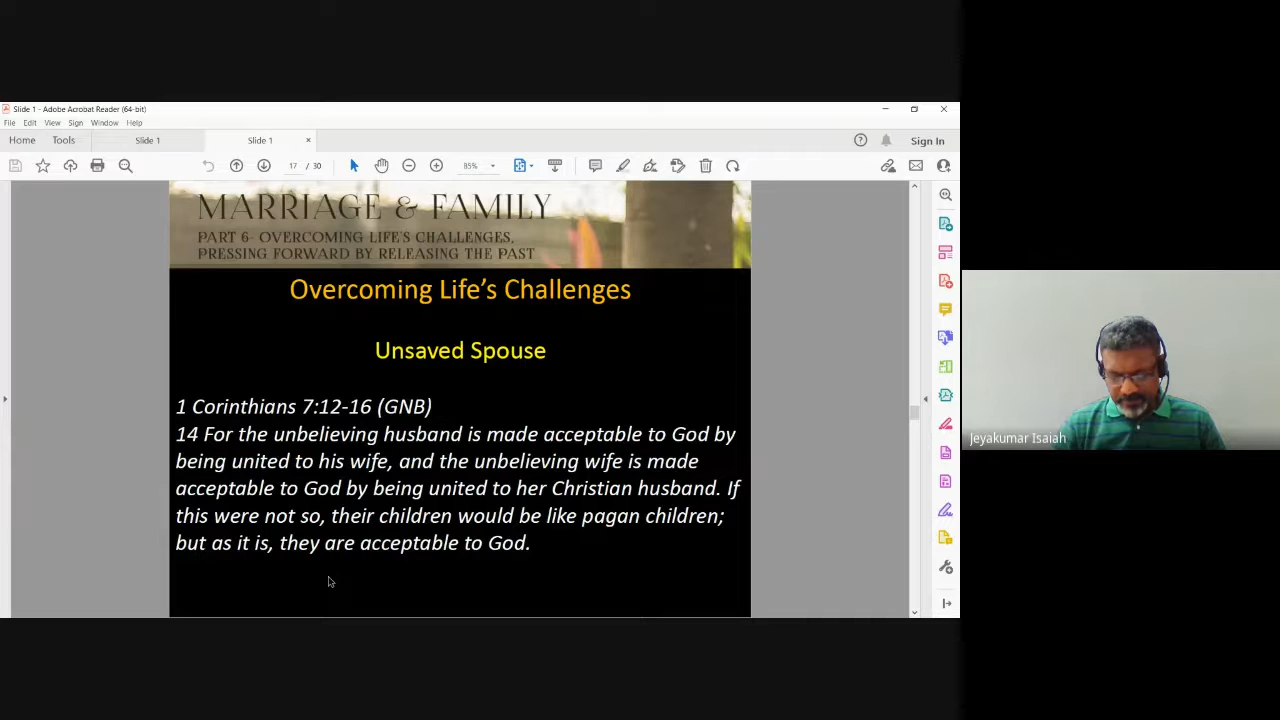 Slide 1 - Adobe Acrobat Reader (64-bit)
File Edit View Sign Window Help
Home Tools Slide 1 Slide 1 × Sign In
17 / 30 85%
MARRIAGE & FAMILY
PART 6- OVERCOMING LIFE'S CHALLENGES,
PRESSING FORWARD BY RELEASING THE PAST
Overcoming Life's Challenges
Unsaved Spouse
1 Corinthians 7:12-16 (GNB)
14 For the unbelieving husband is made acceptable to God by
being united to his wife, and the unbelieving wife is made
acceptable to God by being united to her Christian husband. If
this were not so, their children would be like pagan children;
but as it is, they are acceptable to God.
Jeyakumar Isaiah